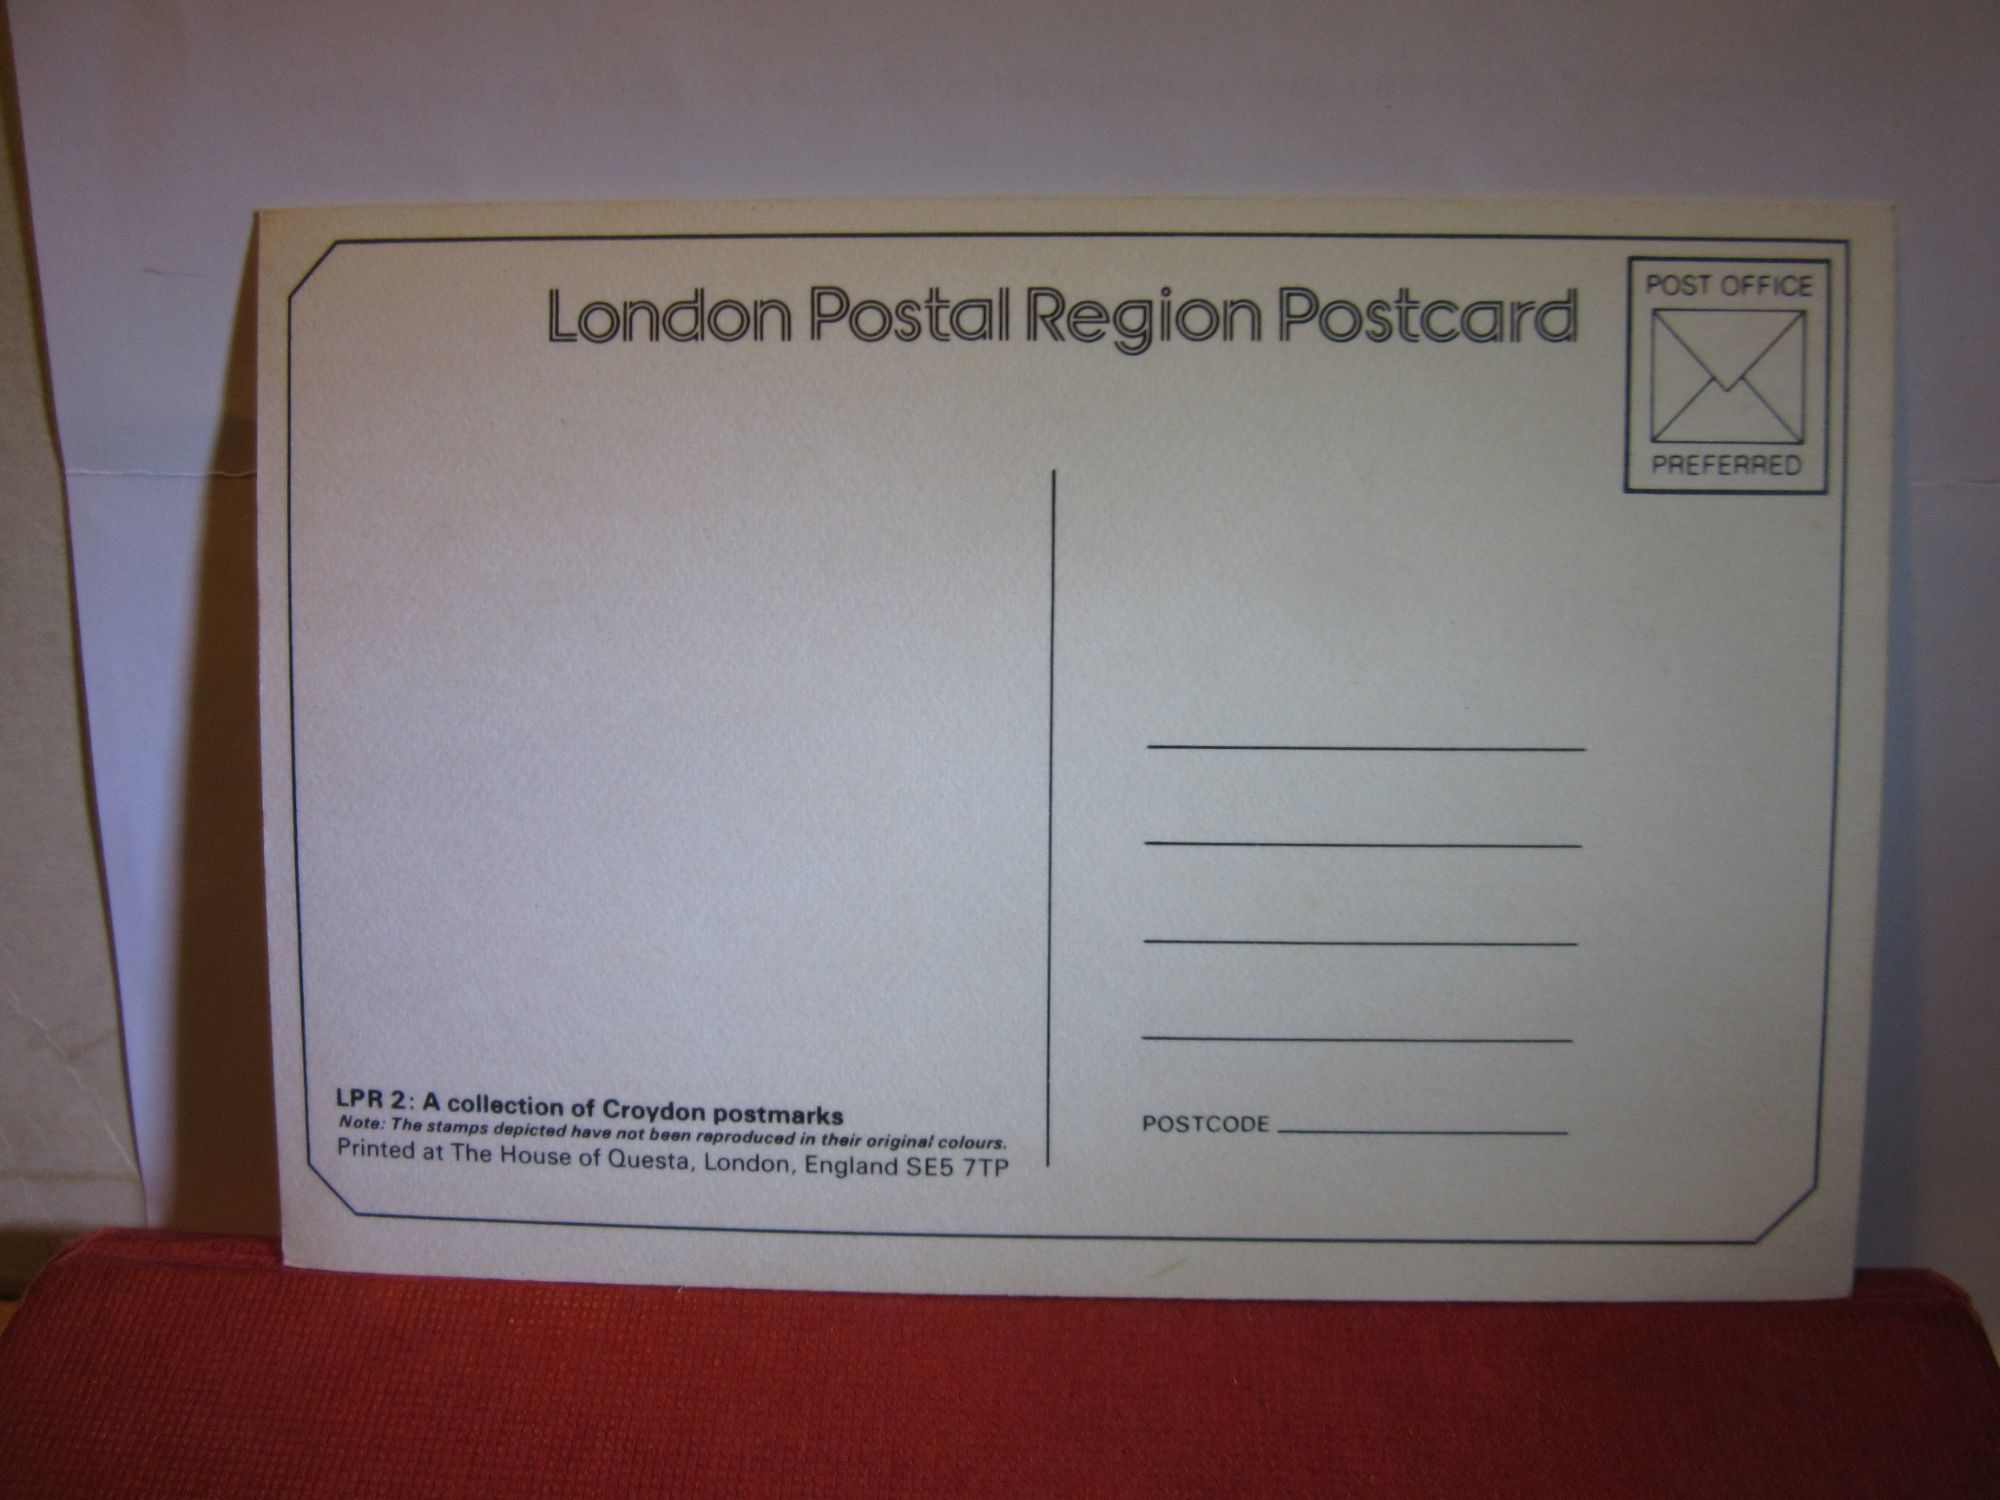 London Postal Region Postcard
POST OFFICE
PREFERRED
LPR 2: A collection of Croydon postmarks
Note: The stamps depicted have not been reproduced in their original colours.
Printed at The House of Questa, London, England SE5 7TP
POSTCODE